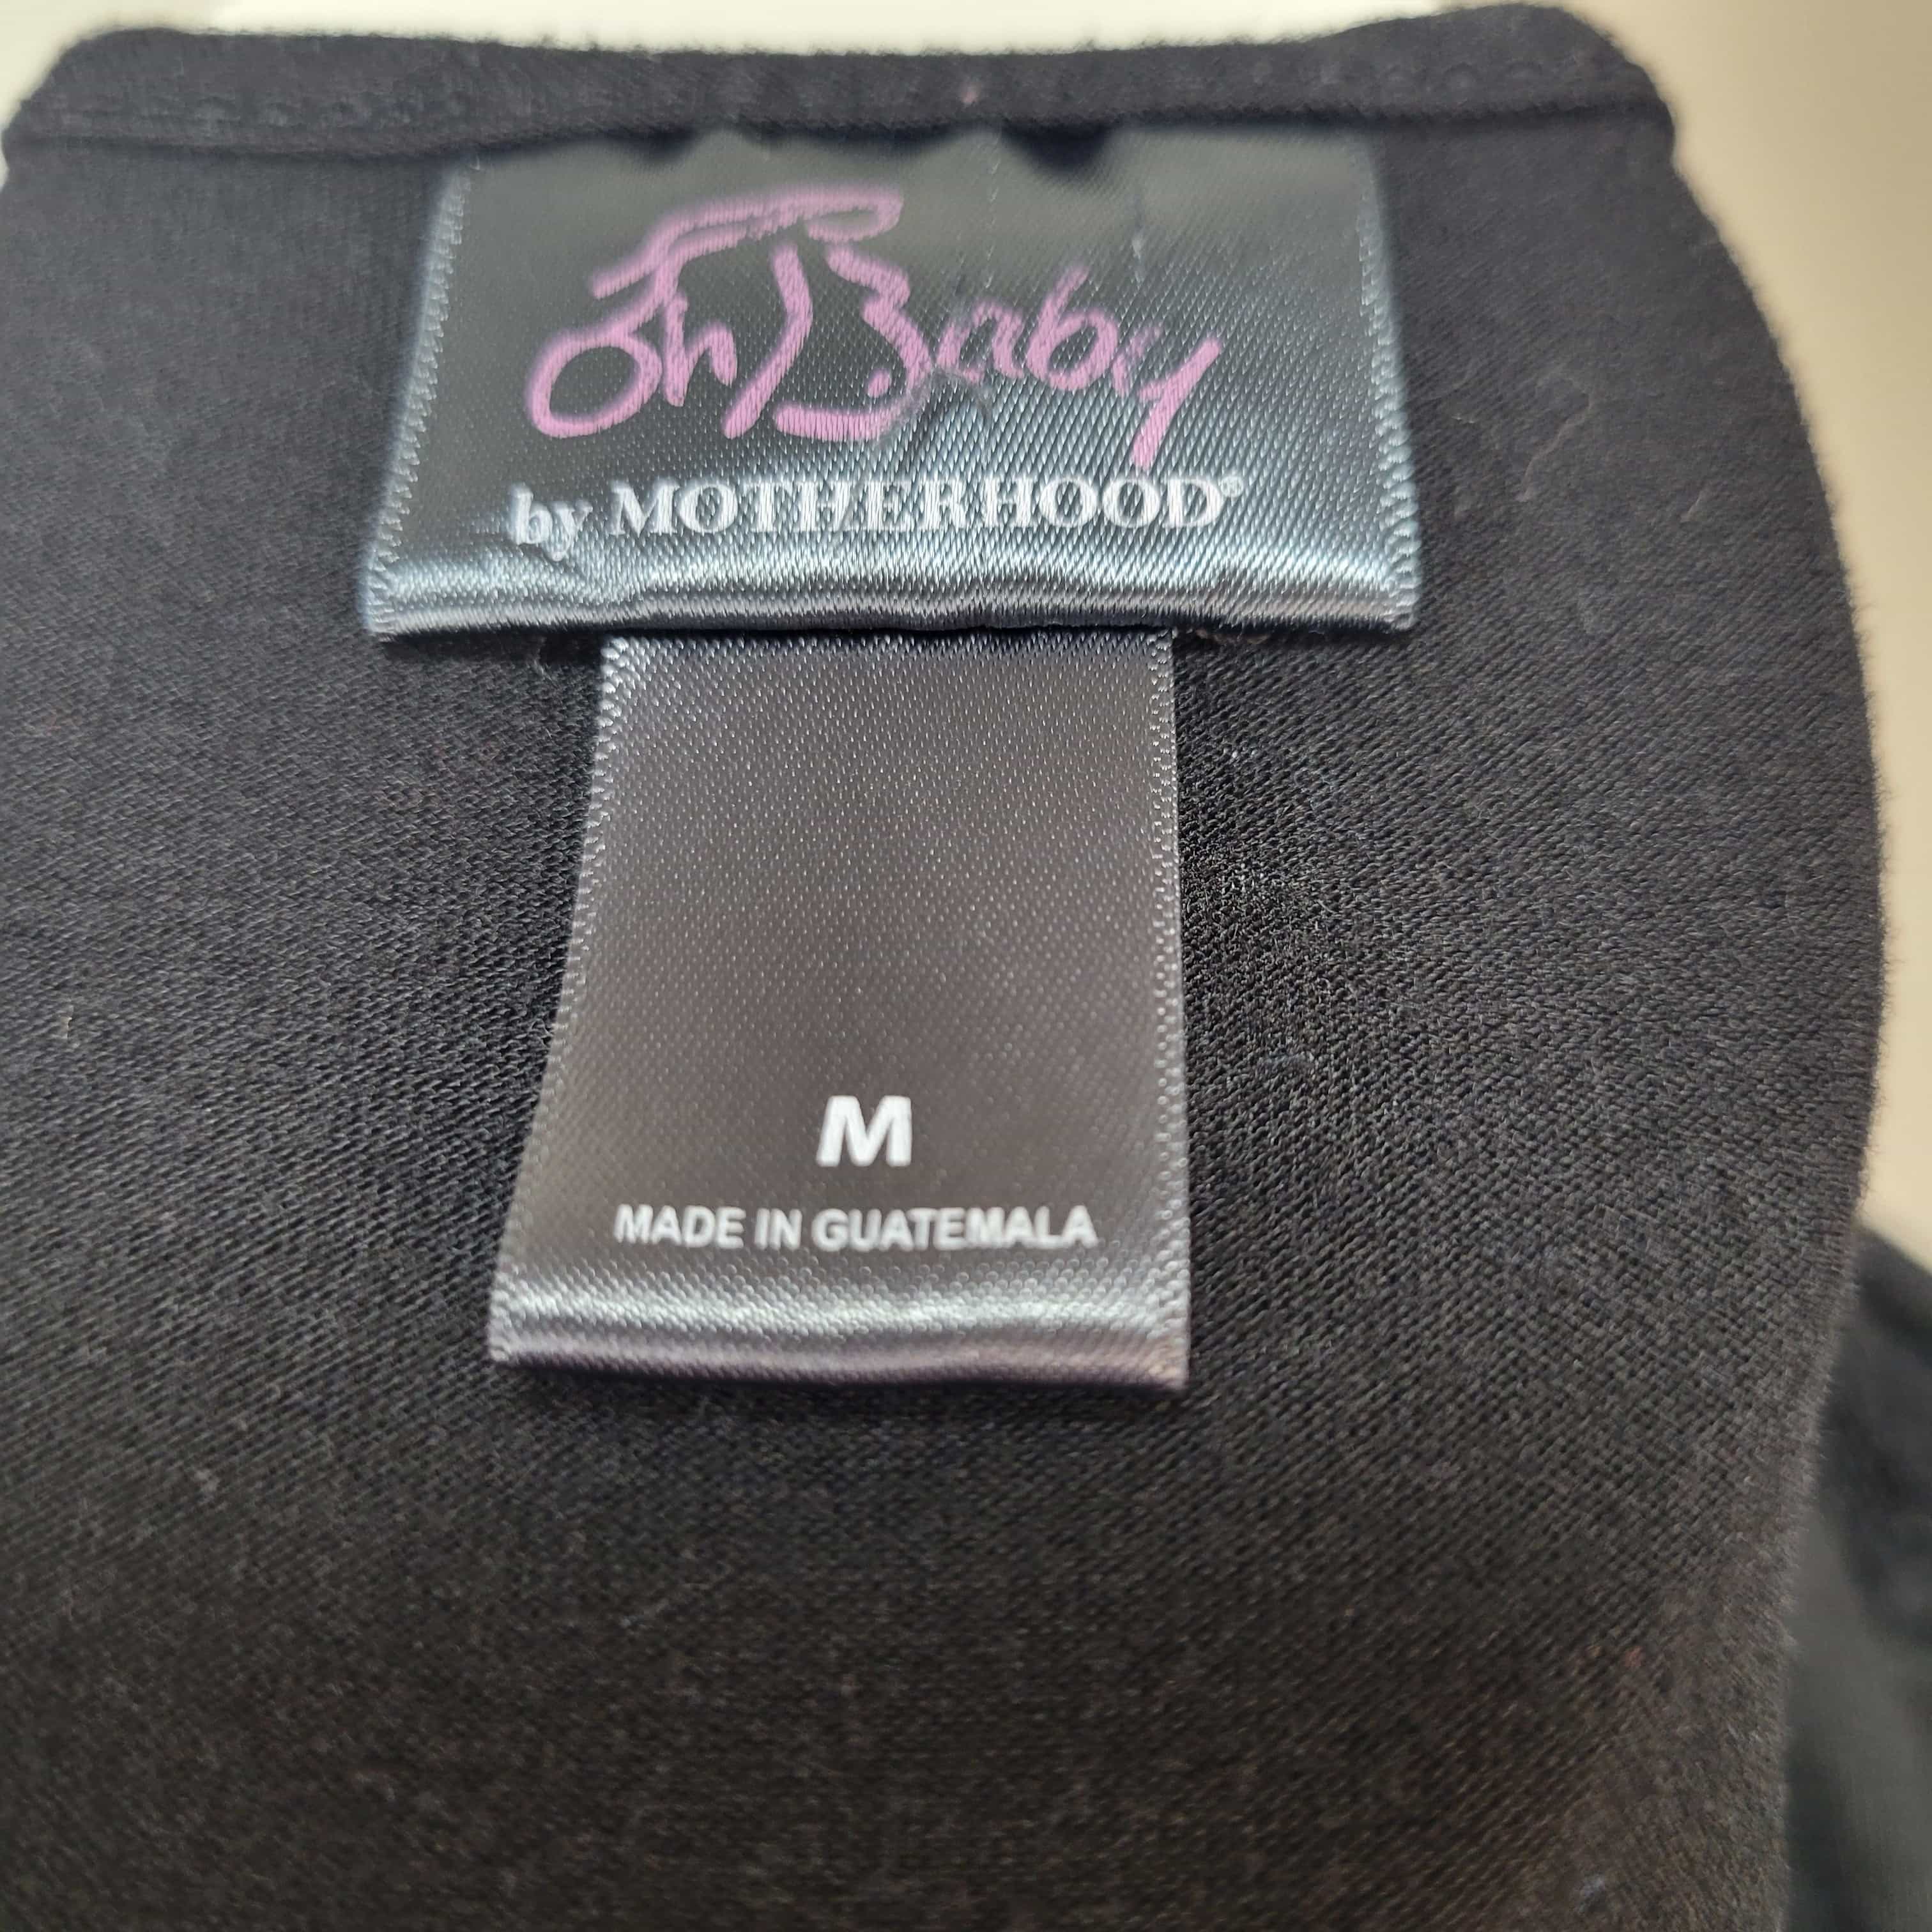 Oh Baby
by MOTHERHOOD®
M
MADE IN GUATEMALA